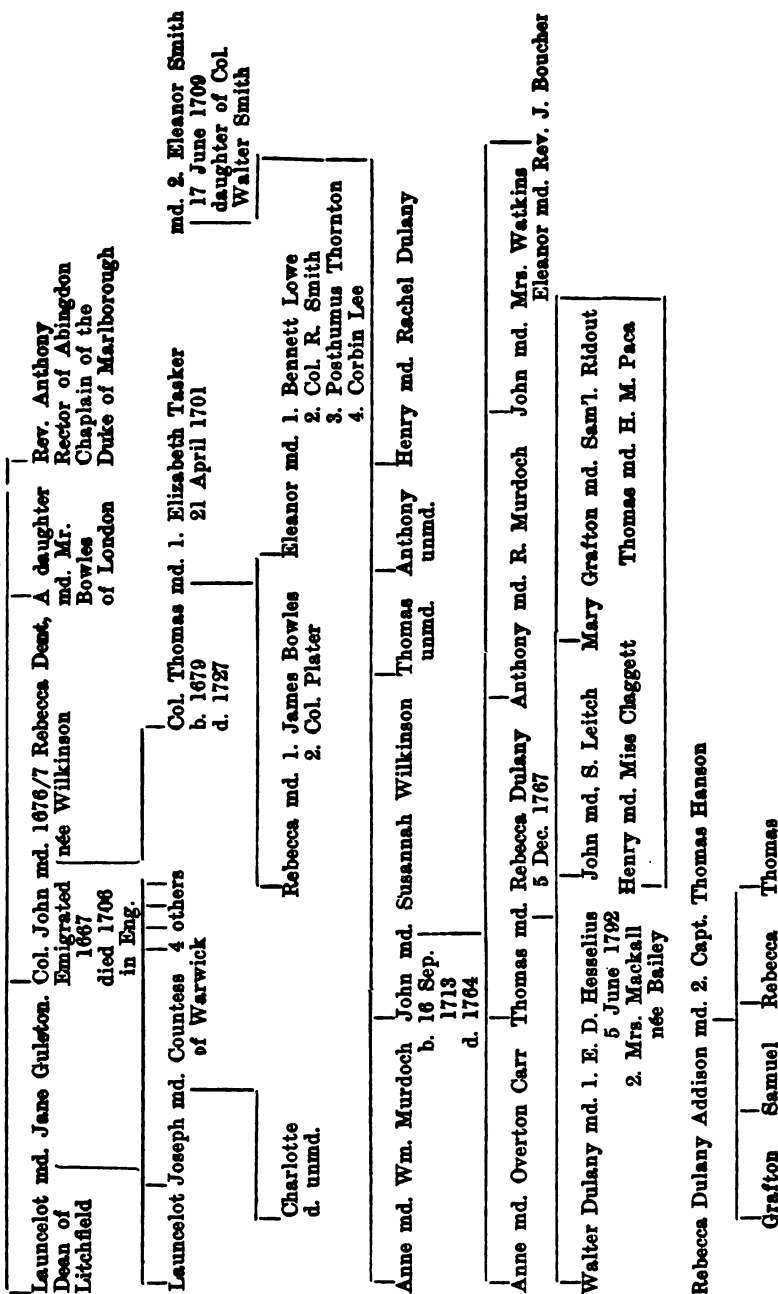 Launcelot md. Jane Gulston.
Dean of
Litchfield
Col. John md. 1676/7 Rebecca Dent,
Emigrated née Wilkinson
1667
died 1706
in Eng.
A daughter
md. Mr.
Bowles
of London
Rev. Anthony
Rector of Abingdon
Chaplain of the
Duke of Marlborough
Launcelot
Joseph md. Countess
of Warwick
4 others
Col. Thomas md. 1. Elizabeth Tasker
b. 1679 21 April 1701
d. 1727
md. 2. Eleanor Smith
17 June 1709
daughter of Col.
Walter Smith
Charlotte
d. unmd.
Rebecca md. 1. James Bowles
2. Col. Plater
Eleanor md. 1. Bennett Lowe
2. Col. R. Smith
3. Posthumus Thornton
4. Corbin Lee
Anne md. Wm. Murdoch
John md. Susannah Wilkinson
b. 16 Sep.
1713
d. 1764
Thomas
unmd.
Anthony
unmd.
Henry md. Rachel Dulany
Anne md. Overton Carr
Thomas md. Rebecca Dulany
5 Dec. 1767
Anthony md. R. Murdoch
John md. Mrs. Watkins
Eleanor md. Rev. J. Boucher
Walter Dulany md. 1. E. D. Hesselius
5 June 1792
2. Mrs. Mackall
née Bailey
John md. S. Leitch
Mary Grafton md. Sam'l. Ridout
Henry md. Miss Claggett
Thomas md. H. M. Paca
Rebecca Dulany Addison md. 2. Capt. Thomas Hanson
Grafton
Samuel
Rebecca
Thomas